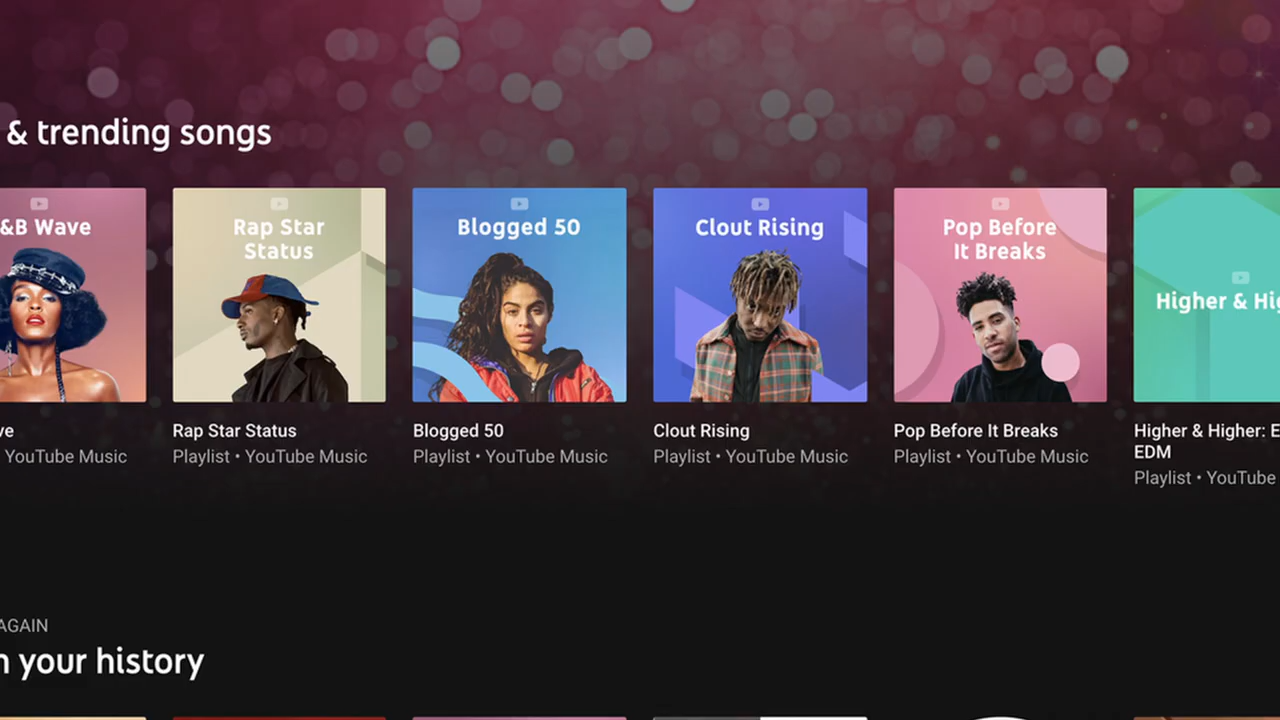 & trending songs
&B Wave
Rap Star
Status
Blogged 50
Clout Rising
Pop Before
It Breaks
Higher & Hig
ve
YouTube Music
Rap Star Status
Playlist • YouTube Music
Blogged 50
Playlist • YouTube Music
Clout Rising
Playlist • YouTube Music
Pop Before It Breaks
Playlist • YouTube Music
Higher & Higher: E
EDM
Playlist • YouTube
AGAIN
n your history